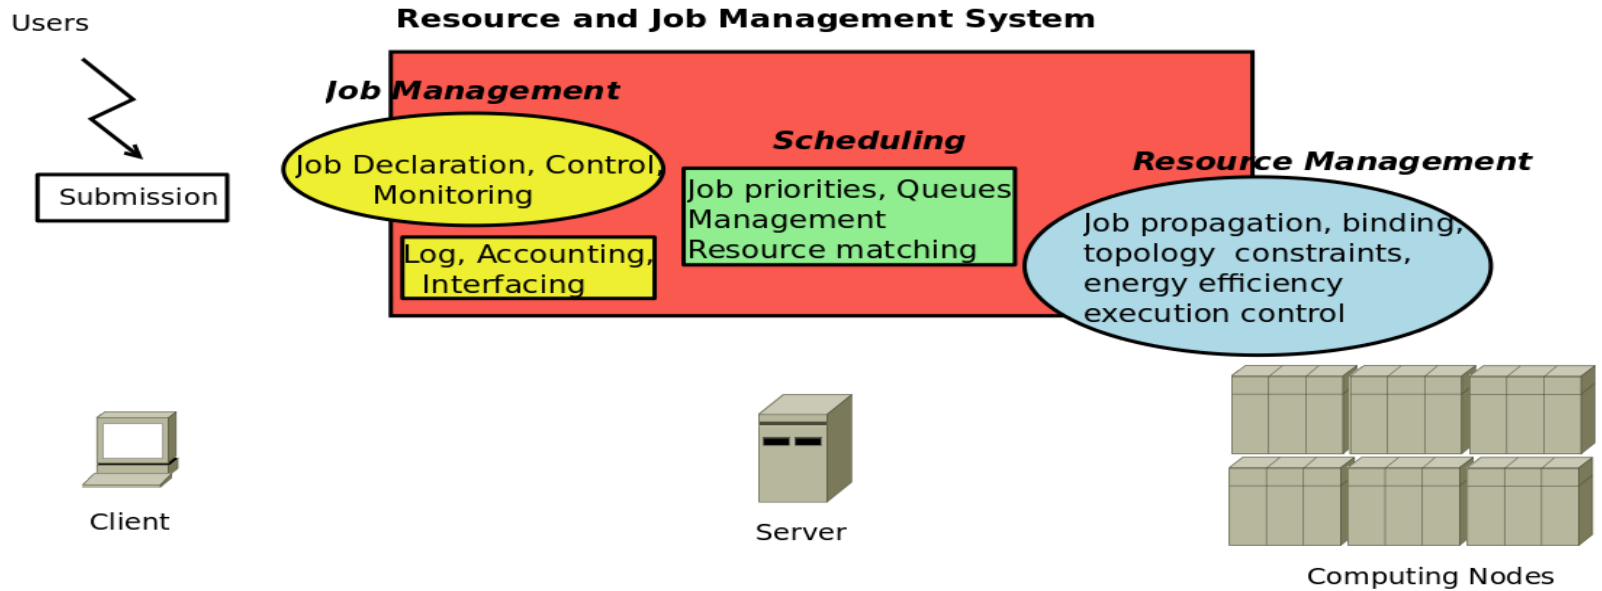 Resource and Job Management System
Users
Job Management
Scheduling
Resource Management
Submission
Job Declaration, Control,
Monitoring
Log, Accounting,
Interfacing
Job priorities, Queues
Management
Resource matching
Job propagation, binding,
topology constraints,
energy efficiency
execution control
Client
Server
Computing Nodes